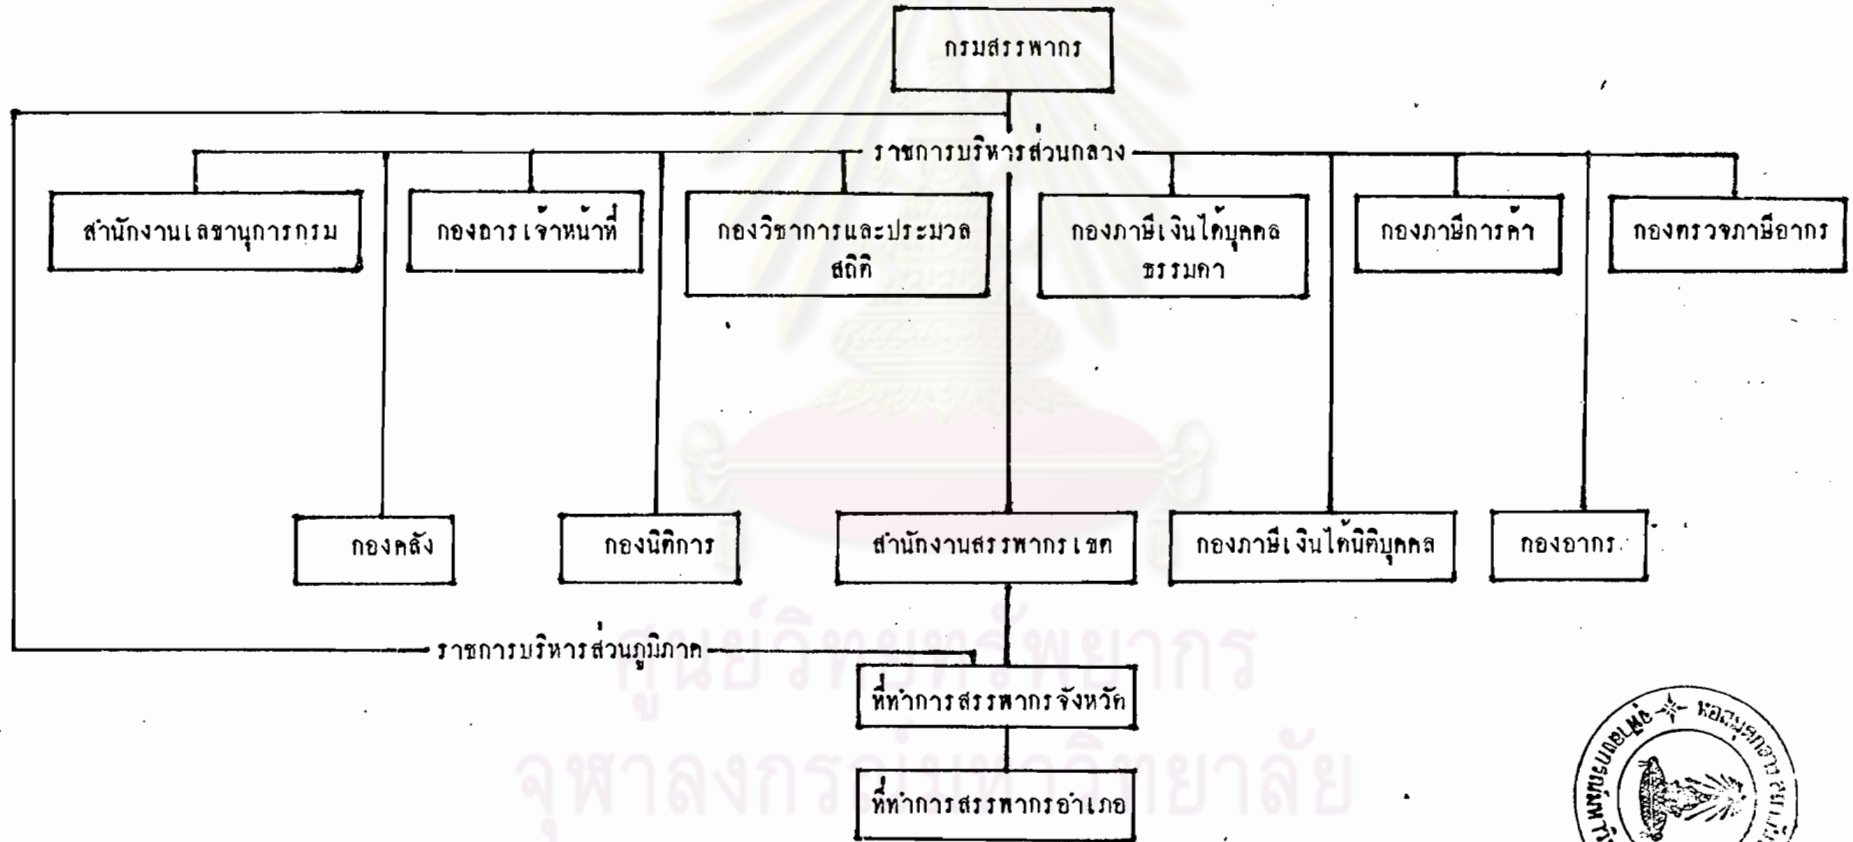 กรมสรรพากร
ราชการบริหารส่วนกลาง
สำนักงานเลขานุการกรม
กองการเจ้าหน้าที่
กองวิชาการและประมวล
สถิติ
กองภาษีเงินได้บุคคล
ธรรมดา
กองภาษีการค้า
กองตรวจภาษีอากร
กองคลัง
กองนิติการ
สำนักงานสรรพากรเขต
กองภาษีเงินได้นิติบุคคล
กองอากร
ราชการบริหารส่วนภูมิภาค
ศูนย์วิทยทรัพยากร
ที่ทำการสรรพากรจังหวัด
จุฬาลงกรณ์มหาวิทยาลัย
ที่ทำการสรรพากรอำเภอ